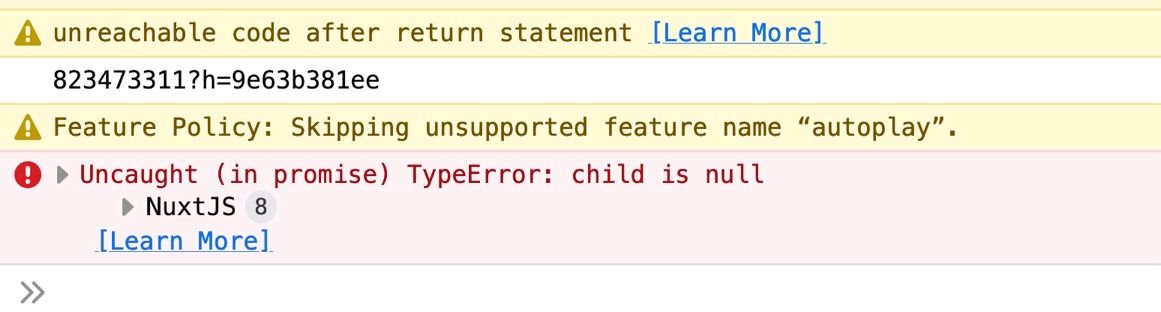 unreachable code after return statement [Learn More]
823473311?h=9e63b381ee
Feature Policy: Skipping unsupported feature name “autoplay”.
Uncaught (in promise) TypeError: child is null
NuxtJS 8
[Learn More]